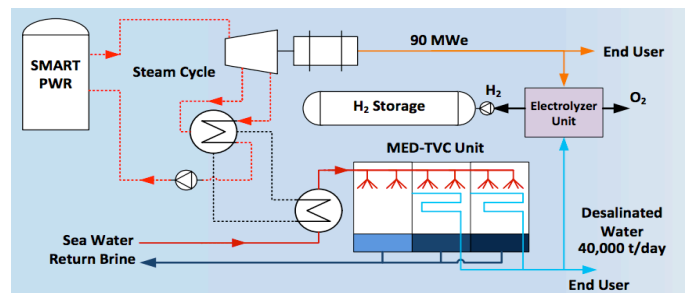 SMART
PWR
Steam Cycle
90 MWe
End User
H₂ Storage
H₂
Electrolyzer
Unit
O₂
MED-TVC Unit
Sea Water
Return Brine
Desalinated
Water
40,000 t/day
End User